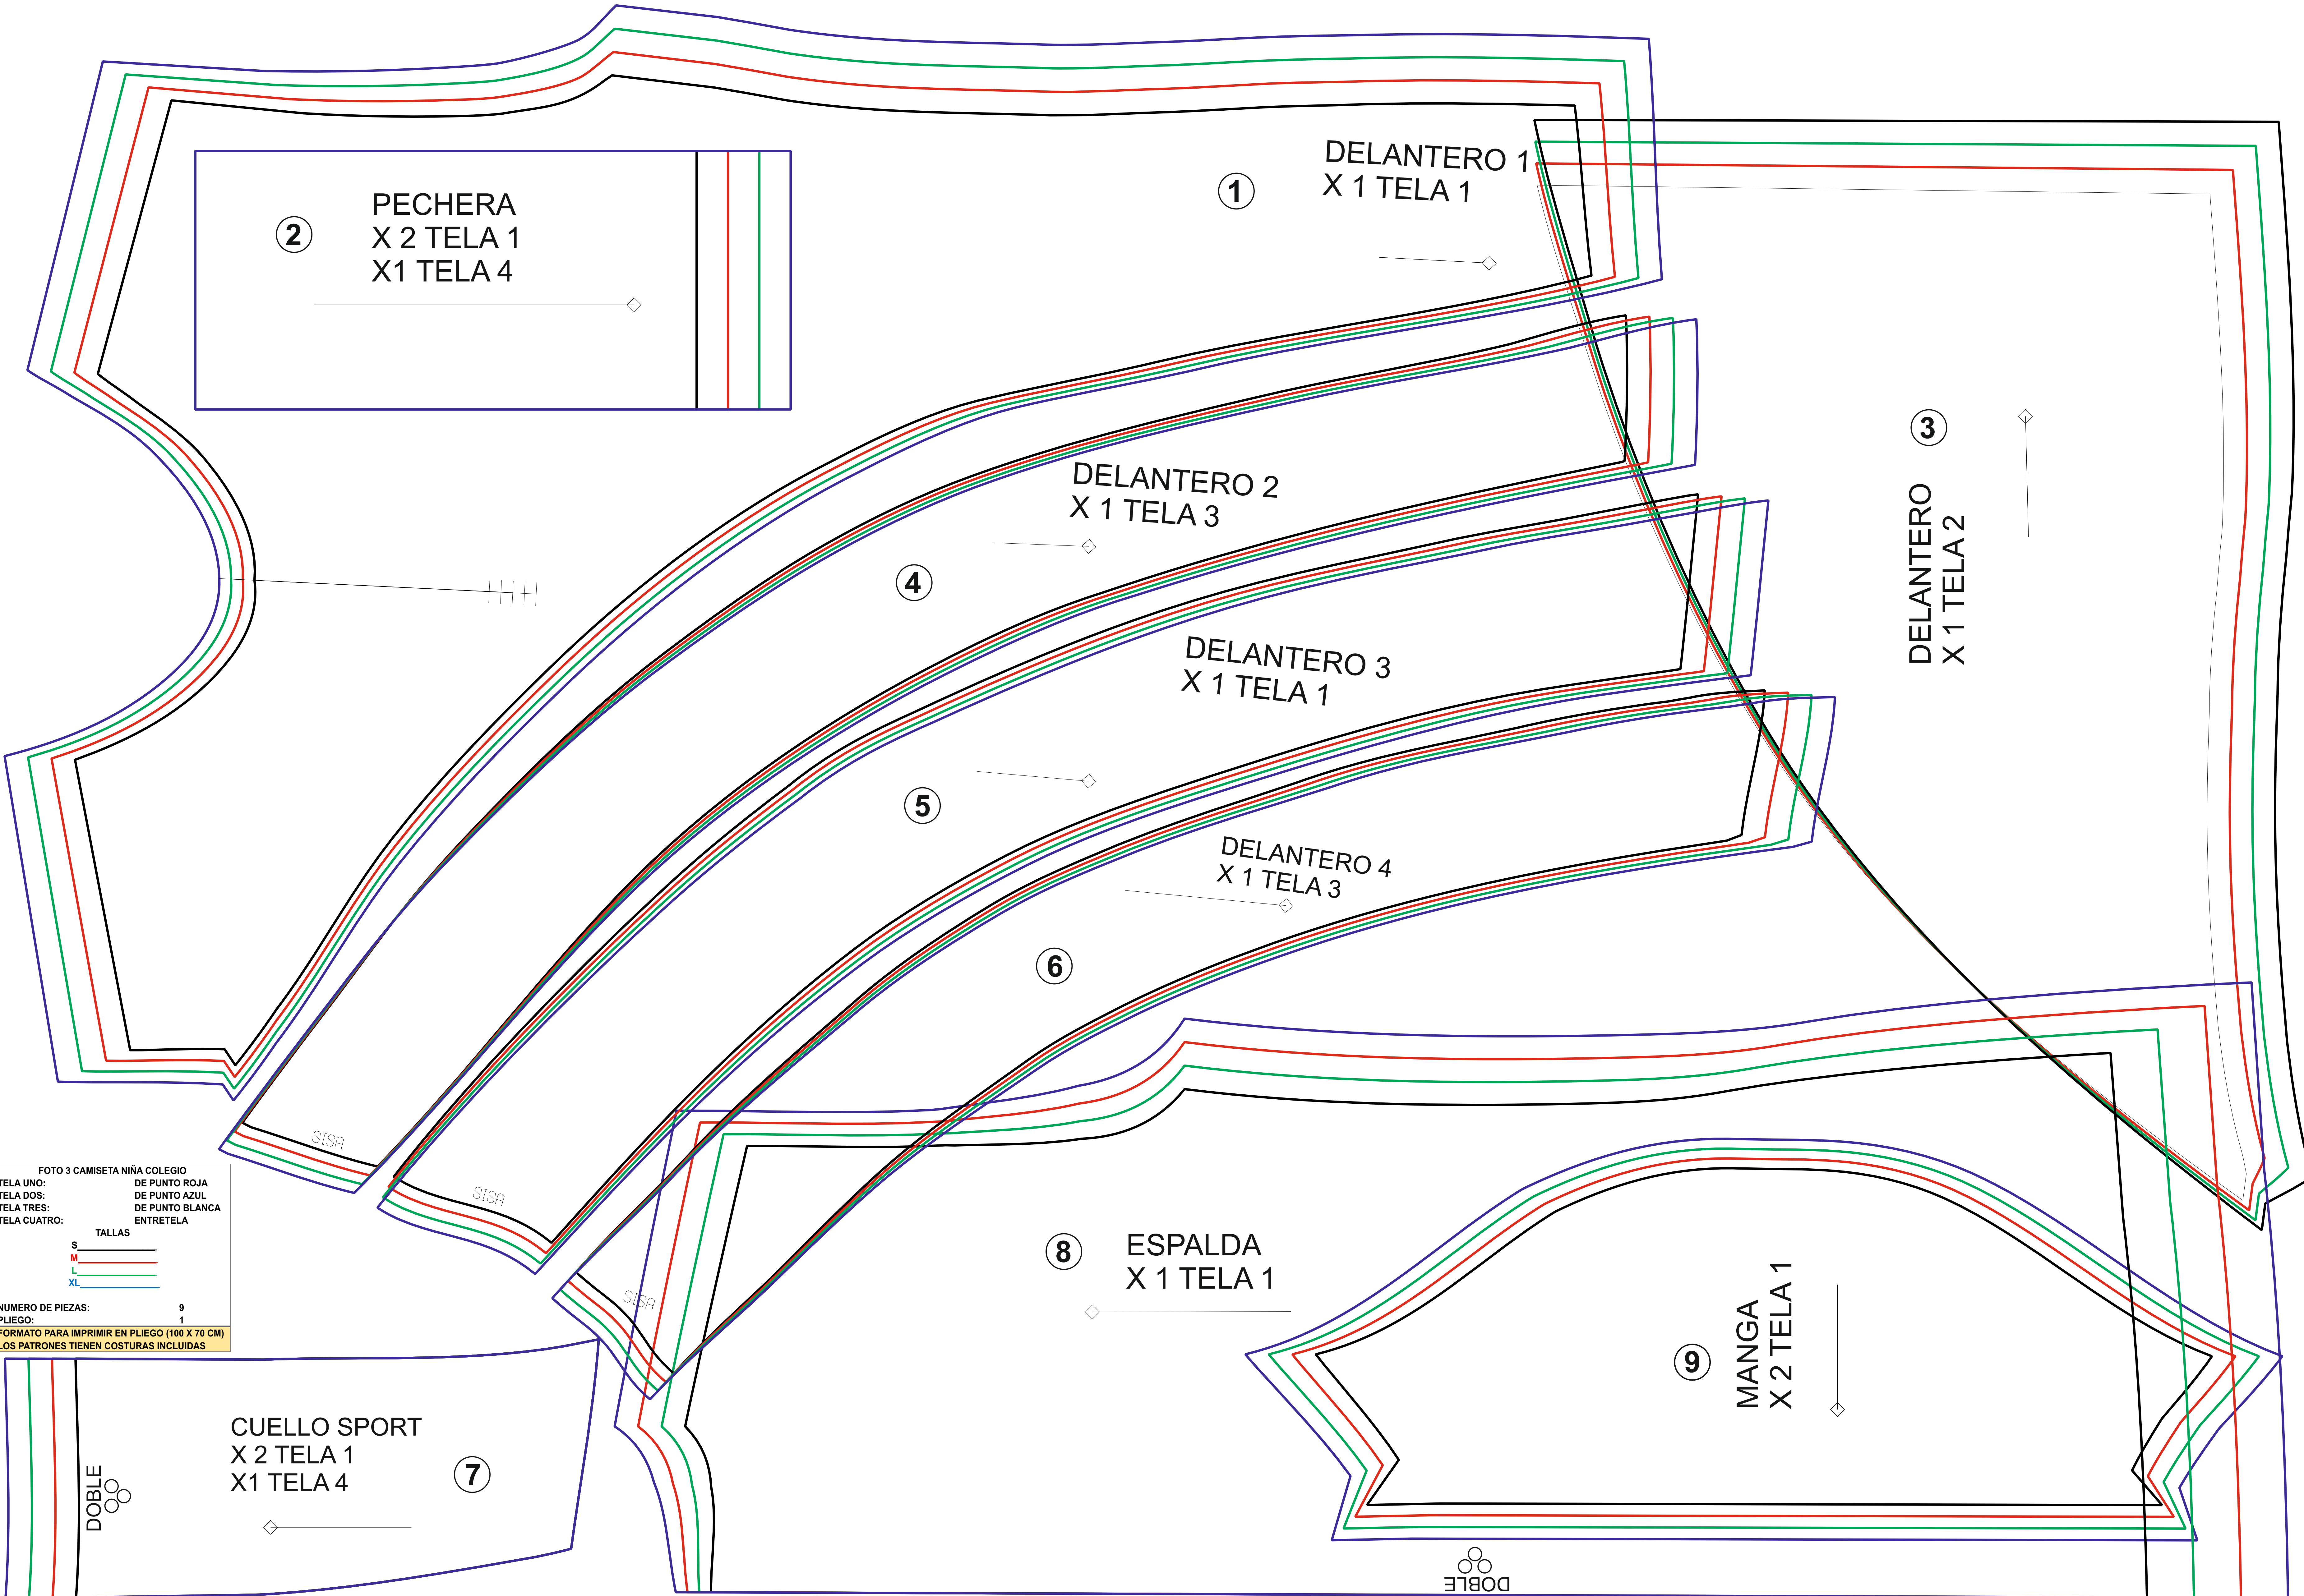 1
DELANTERO 1
X 1 TELA 1
2
PECHERA
X 2 TELA 1
X1 TELA 4
3
DELANTERO
X 1 TELA 2
4
DELANTERO 2
X 1 TELA 3
5
DELANTERO 3
X 1 TELA 1
6
DELANTERO 4
X 1 TELA 3
SISA
SISA
SISA
FOTO 3 CAMISETA NIÑA COLEGIO
TELA UNO: DE PUNTO ROJA
TELA DOS: DE PUNTO AZUL
TELA TRES: DE PUNTO BLANCA
TELA CUATRO: ENTRETELA
TALLAS
S
M
L
XL
NUMERO DE PIEZAS: 9
PLIEGO: 1
FORMATO PARA IMPRIMIR EN PLIEGO (100 X 70 CM)
LOS PATRONES TIENEN COSTURAS INCLUIDAS
CUELLO SPORT
X 2 TELA 1
X1 TELA 4
7
DOBLE
8
ESPALDA
X 1 TELA 1
9
MANGA
X 2 TELA 1
DOBLE